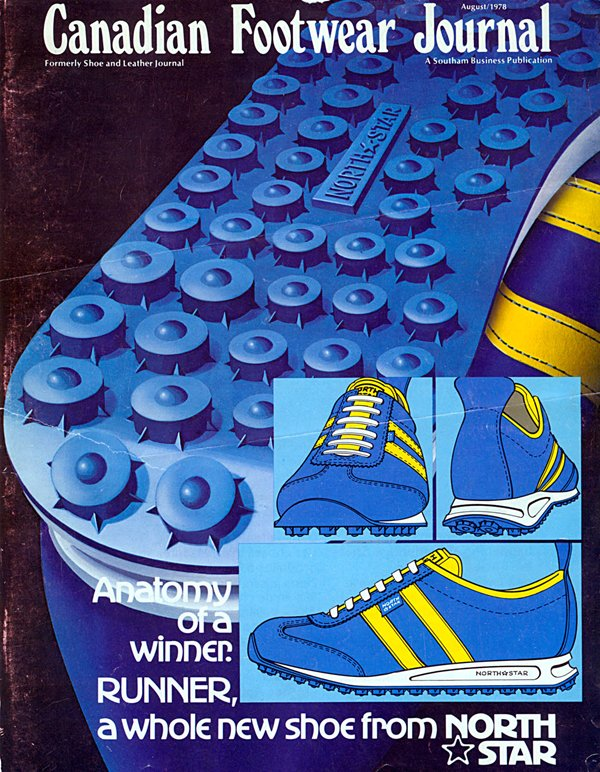 August/1978
Canadian Footwear Journal
Formerly Shoe and Leather Journal
A Southam Business Publication
NORTH☆STAR
NORTH
NORTH
STAR
NORTH☆STAR
Anatomy
of a
winner.
RUNNER,
a whole new shoe from NORTH
☆STAR